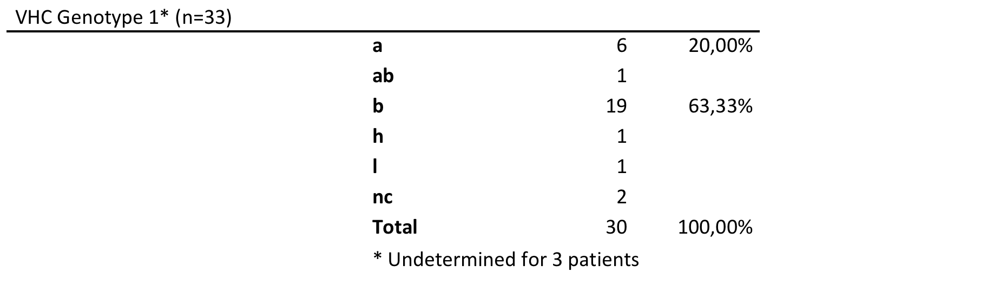 VHC Genotype 1* (n=33)
a 6 20,00%
ab 1
b 19 63,33%
h 1
l 1
nc 2
Total 30 100,00%
* Undetermined for 3 patients